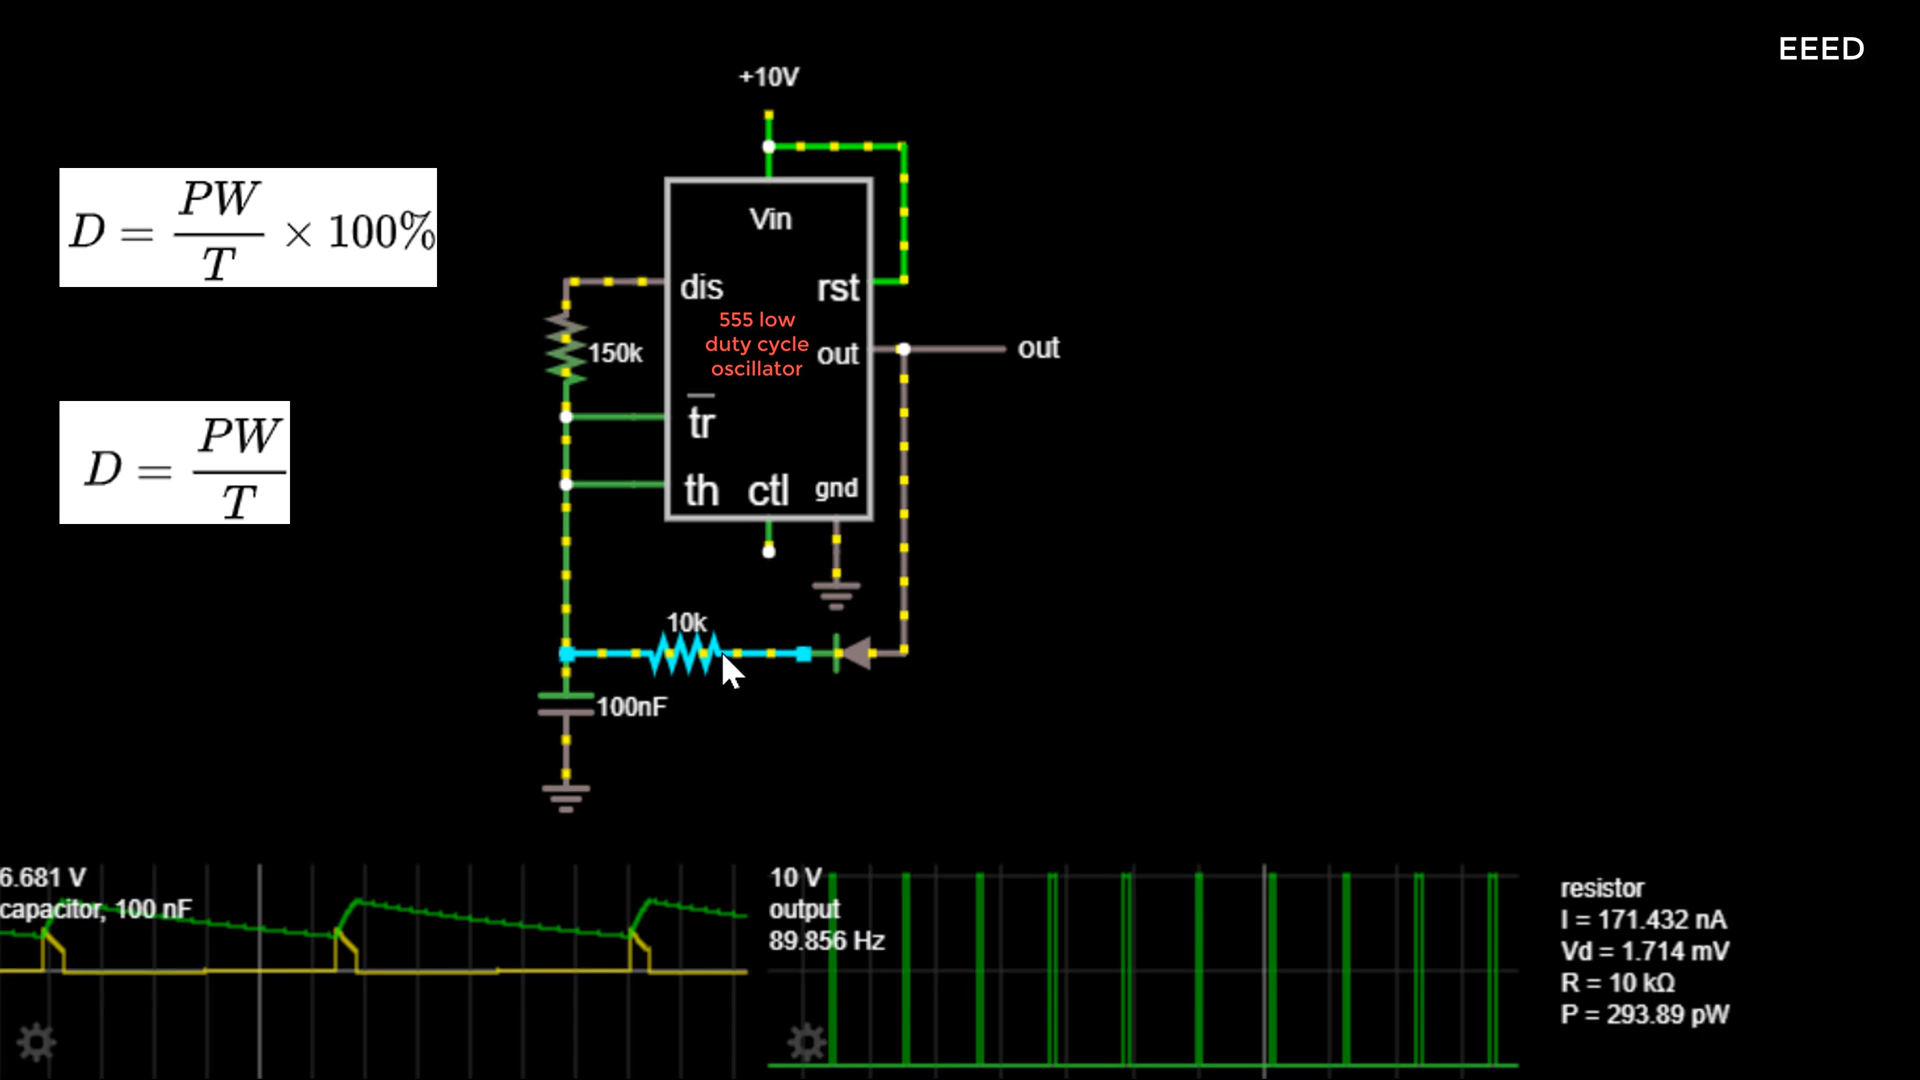 EEED
+10V
D = PW/T × 100%
D = PW/T
Vin
dis
rst
555 low
duty cycle
oscillator
150k
out
out
tr
th
ctl
gnd
10k
100nF
6.681 V
capacitor, 100 nF
10 V
output
89.856 Hz
resistor
I = 171.432 nA
Vd = 1.714 mV
R = 10 kΩ
P = 293.89 pW